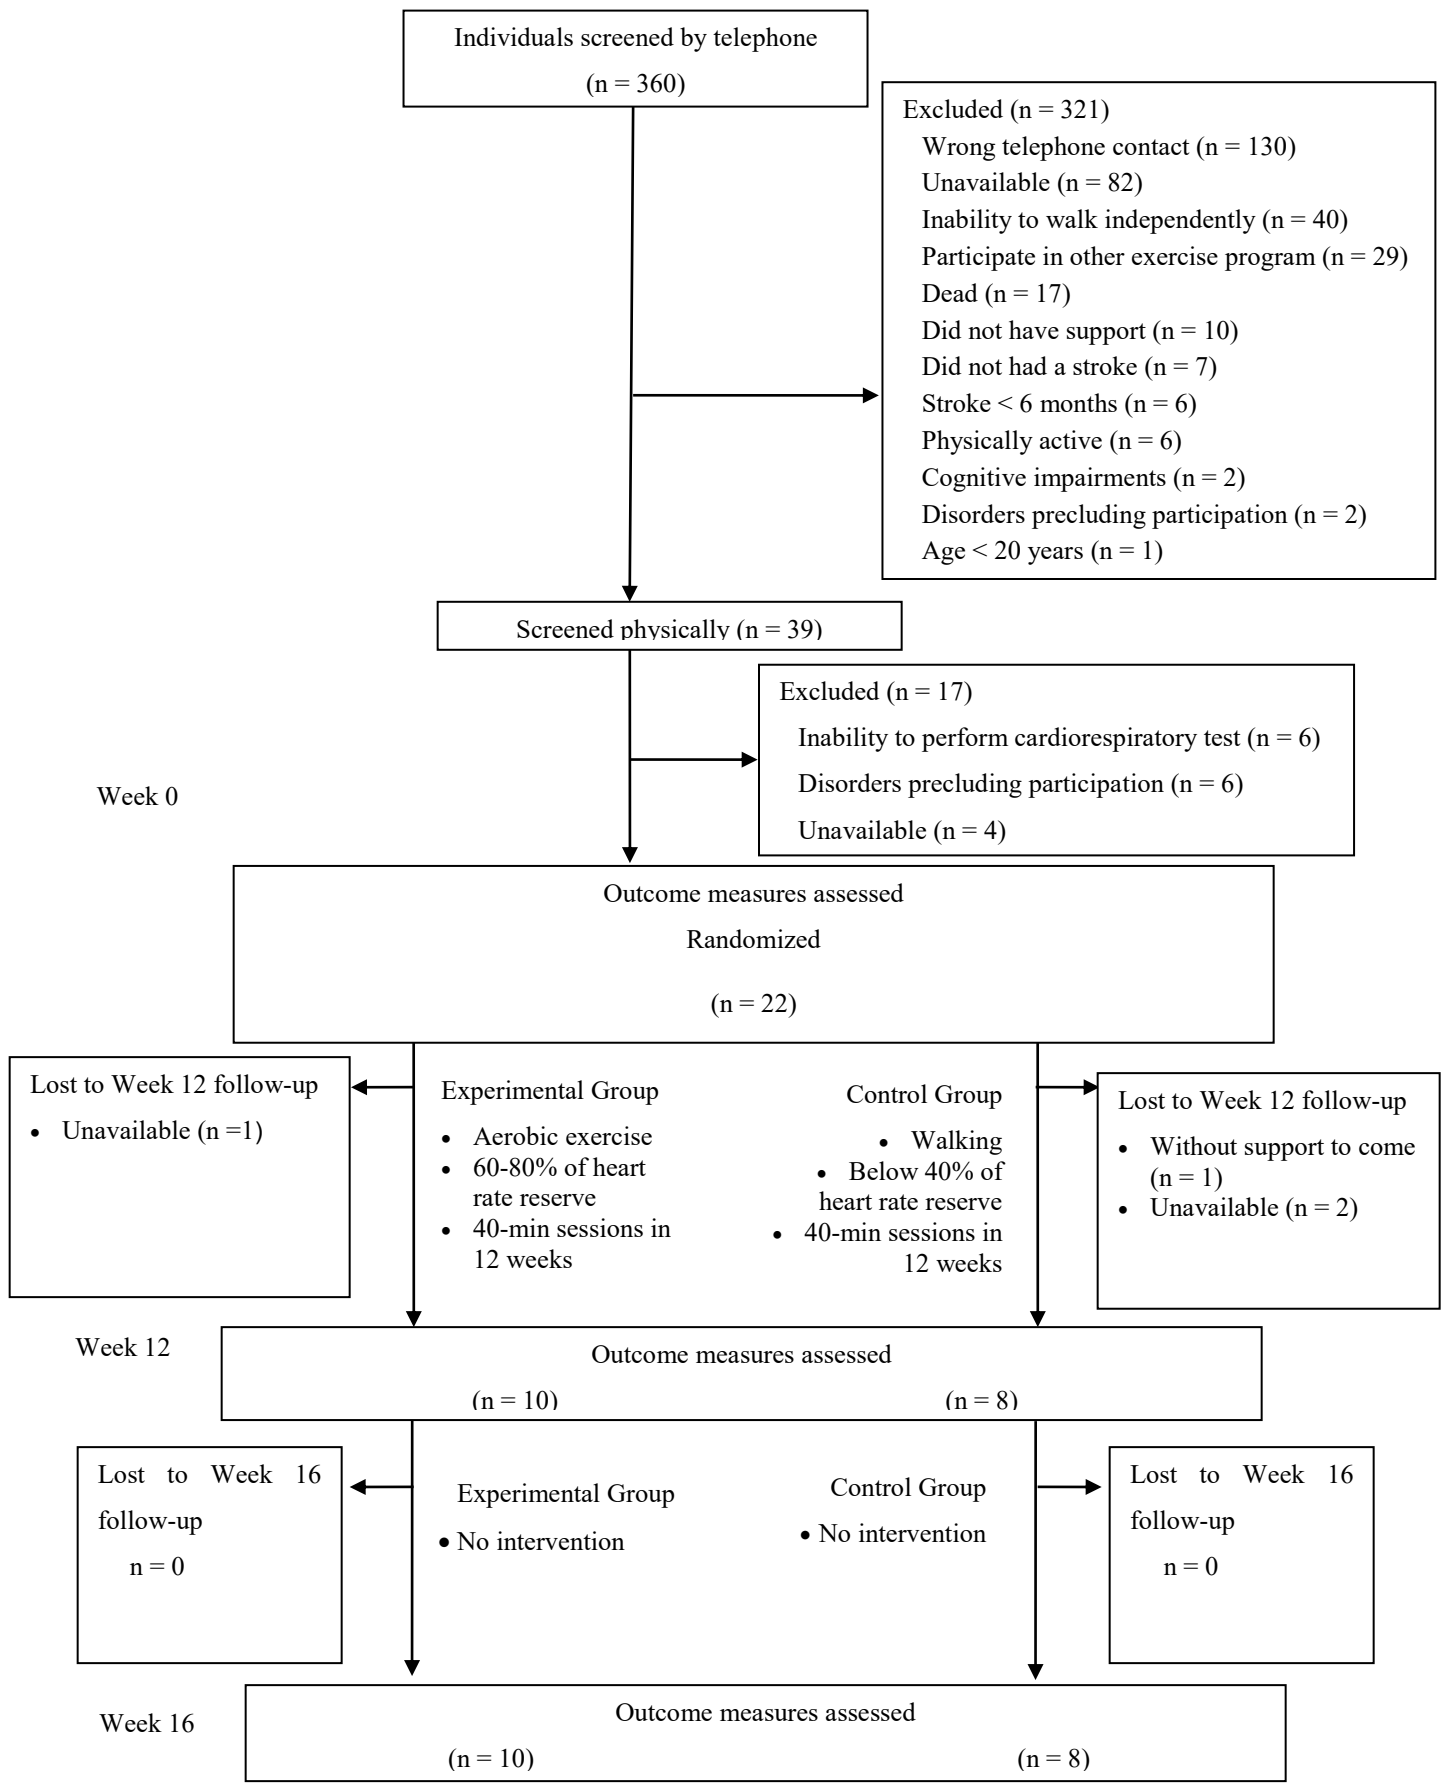 Individuals screened by telephone
(n = 360)
Excluded (n = 321)
Wrong telephone contact (n = 130)
Unavailable (n = 82)
Inability to walk independently (n = 40)
Participate in other exercise program (n = 29)
Dead (n = 17)
Did not have support (n = 10)
Did not had a stroke (n = 7)
Stroke < 6 months (n = 6)
Physically active (n = 6)
Cognitive impairments (n = 2)
Disorders precluding participation (n = 2)
Age < 20 years (n = 1)
Screened physically (n = 39)
Excluded (n = 17)
Inability to perform cardiorespiratory test (n = 6)
Disorders precluding participation (n = 6)
Unavailable (n = 4)
Week 0
Outcome measures assessed
Randomized
(n = 22)
Lost to Week 12 follow-up
• Unavailable (n =1)
Experimental Group
• Aerobic exercise
• 60-80% of heart
rate reserve
• 40-min sessions in
12 weeks
Control Group
• Walking
• Below 40% of
heart rate reserve
• 40-min sessions in
12 weeks
Lost to Week 12 follow-up
• Without support to come
(n = 1)
• Unavailable (n = 2)
Week 12
Outcome measures assessed
(n = 10) (n = 8)
Lost to Week 16
follow-up
n = 0
Experimental Group
• No intervention
Control Group
• No intervention
Lost to Week 16
follow-up
n = 0
Week 16
Outcome measures assessed
(n = 10) (n = 8)